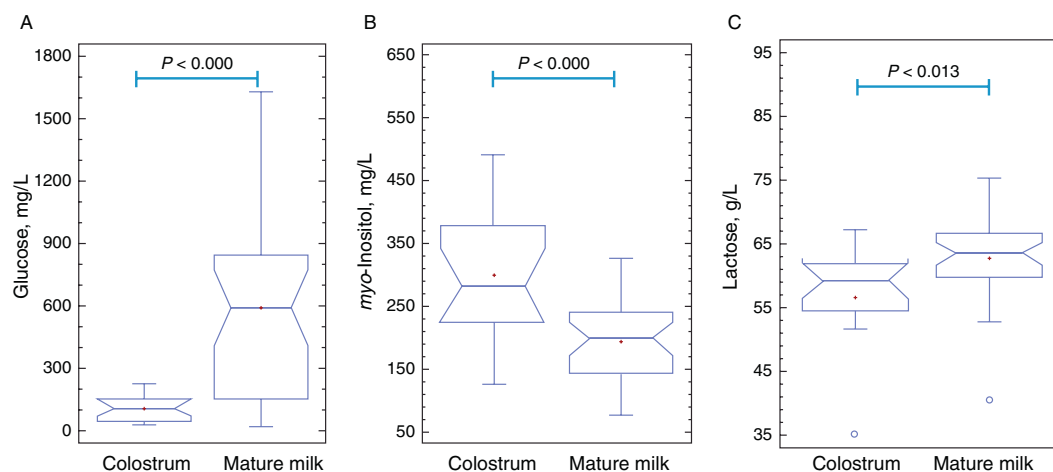 A
Glucose, mg/L
1800
1500
1200
900
600
300
0
P < 0.000
Colostrum Mature milk
B
myo-Inositol, mg/L
650
550
450
350
250
150
50
P < 0.000
Colostrum Mature milk
C
Lactose, g/L
95
85
75
65
55
45
35
P < 0.013
Colostrum Mature milk